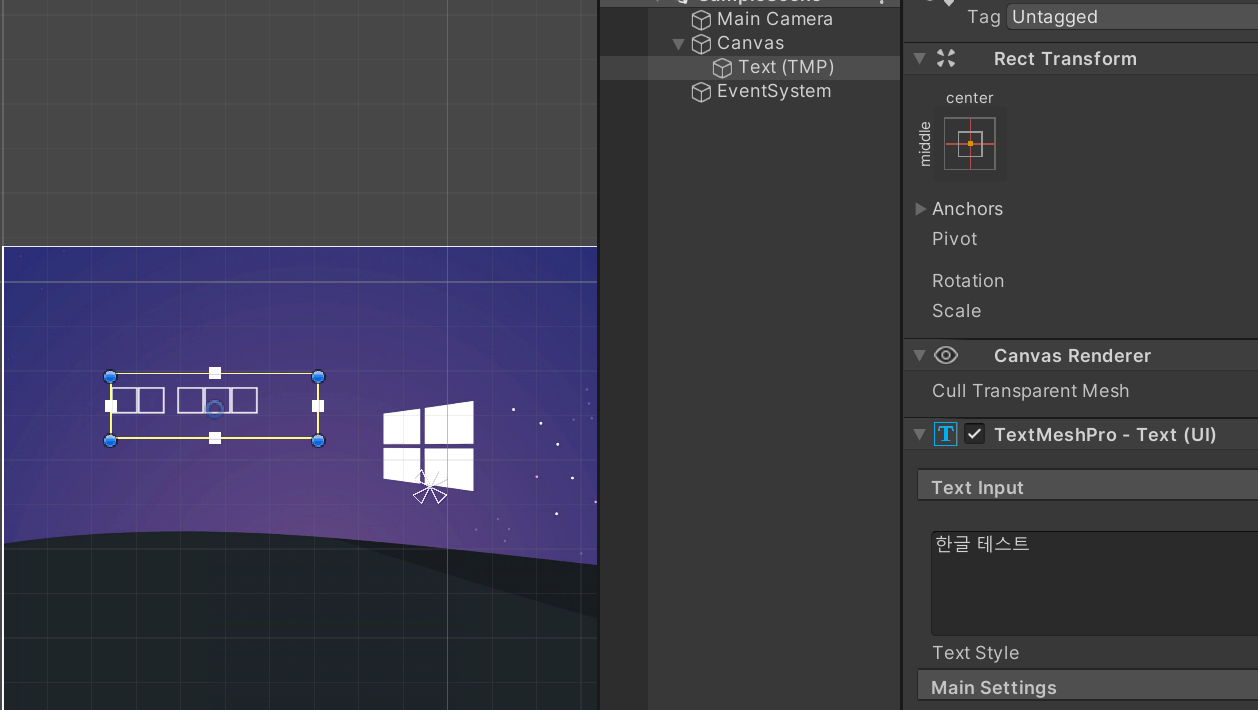 Main Camera
Canvas
Text (TMP)
EventSystem
Tag Untagged
Rect Transform
center
middle
Anchors
Pivot
Rotation
Scale
Canvas Renderer
Cull Transparent Mesh
T
TextMeshPro - Text (UI)
Text Input
한글 테스트
Text Style
Main Settings